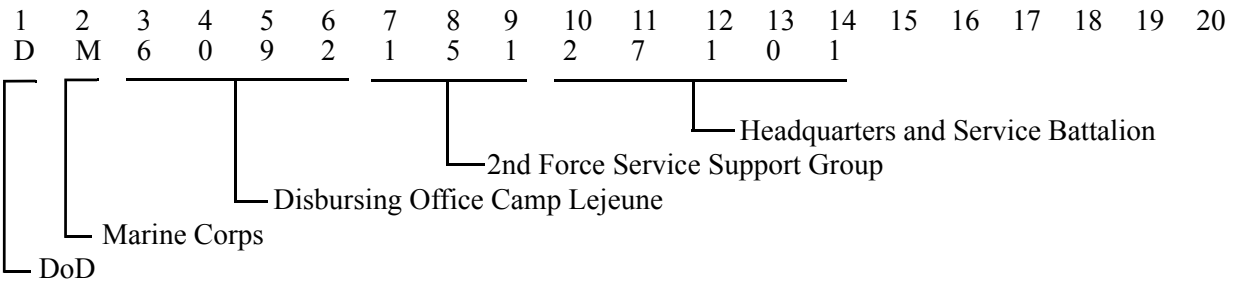 1 2 3 4 5 6 7 8 9 10 11 12 13 14 15 16 17 18 19 20
D M 6 0 9 2 1 5 1 2 7 1 0 1
Headquarters and Service Battalion
2nd Force Service Support Group
Disbursing Office Camp Lejeune
Marine Corps
DoD